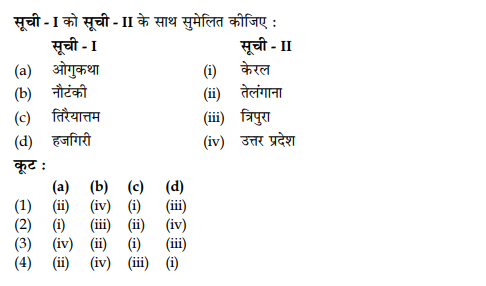 सूची - I को सूची - II के साथ सुमेलित कीजिए :
सूची - I सूची - II
(a) ओगुकथा (i) केरल
(b) नौटंकी (ii) तेलंगाना
(c) तिरैयात्तम (iii) त्रिपुरा
(d) हजगिरी (iv) उत्तर प्रदेश
कूट :
(a) (b) (c) (d)
(1) (ii) (iv) (i) (iii)
(2) (i) (iii) (ii) (iv)
(3) (iv) (ii) (i) (iii)
(4) (ii) (iv) (iii) (i)